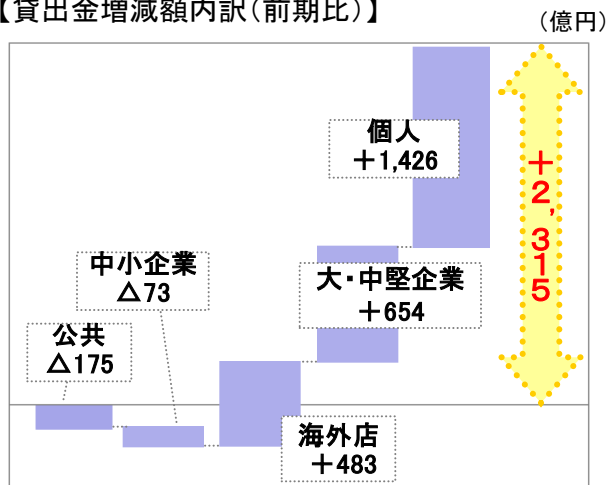 【貸出金増減額内訳(前期比)】
(億円)
個人
+1,426
+2,315
中小企業
△73
大・中堅企業
+654
公共
△175
海外店
+483